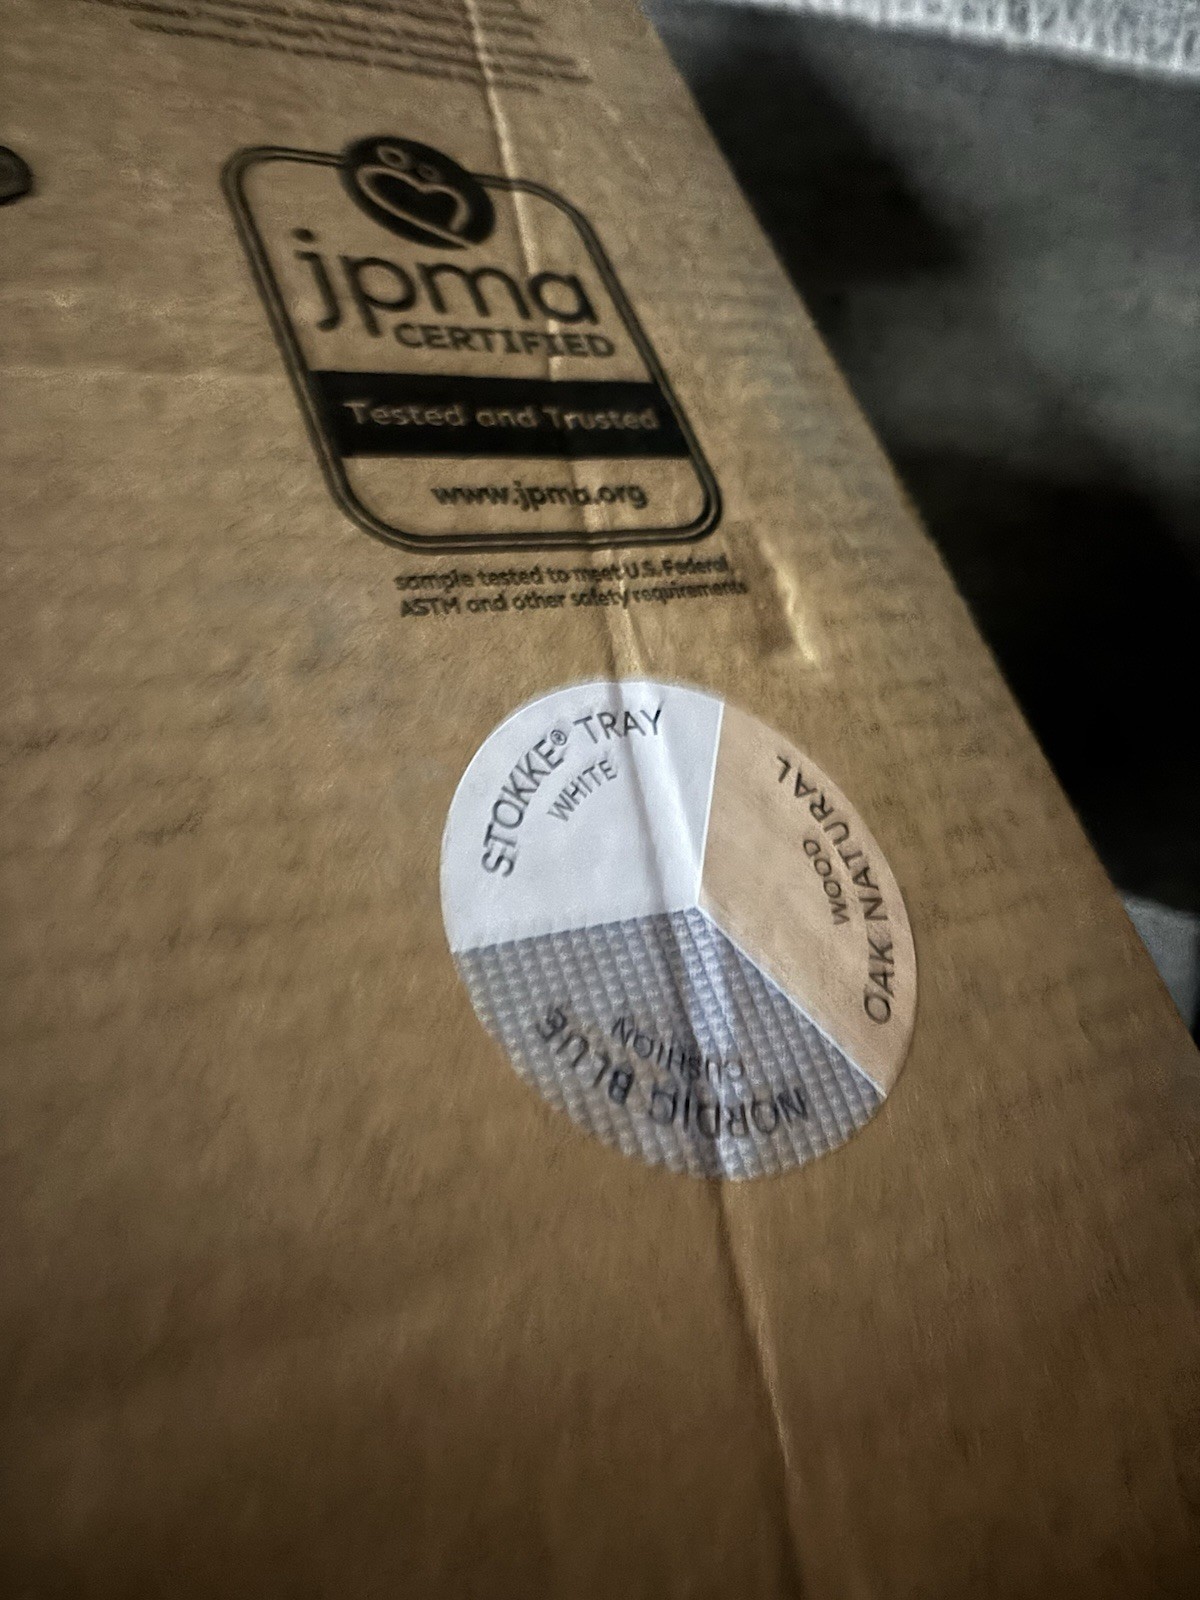 jpma
CERTIFIED
Tested and Trusted
www.jpma.org
sample tested to meet U.S. Federal,
ASTM and other safety requirements
STOKKE® TRAY
WHITE
OAK NATURAL
WOOD
NORDIC BLUE
CUSHION